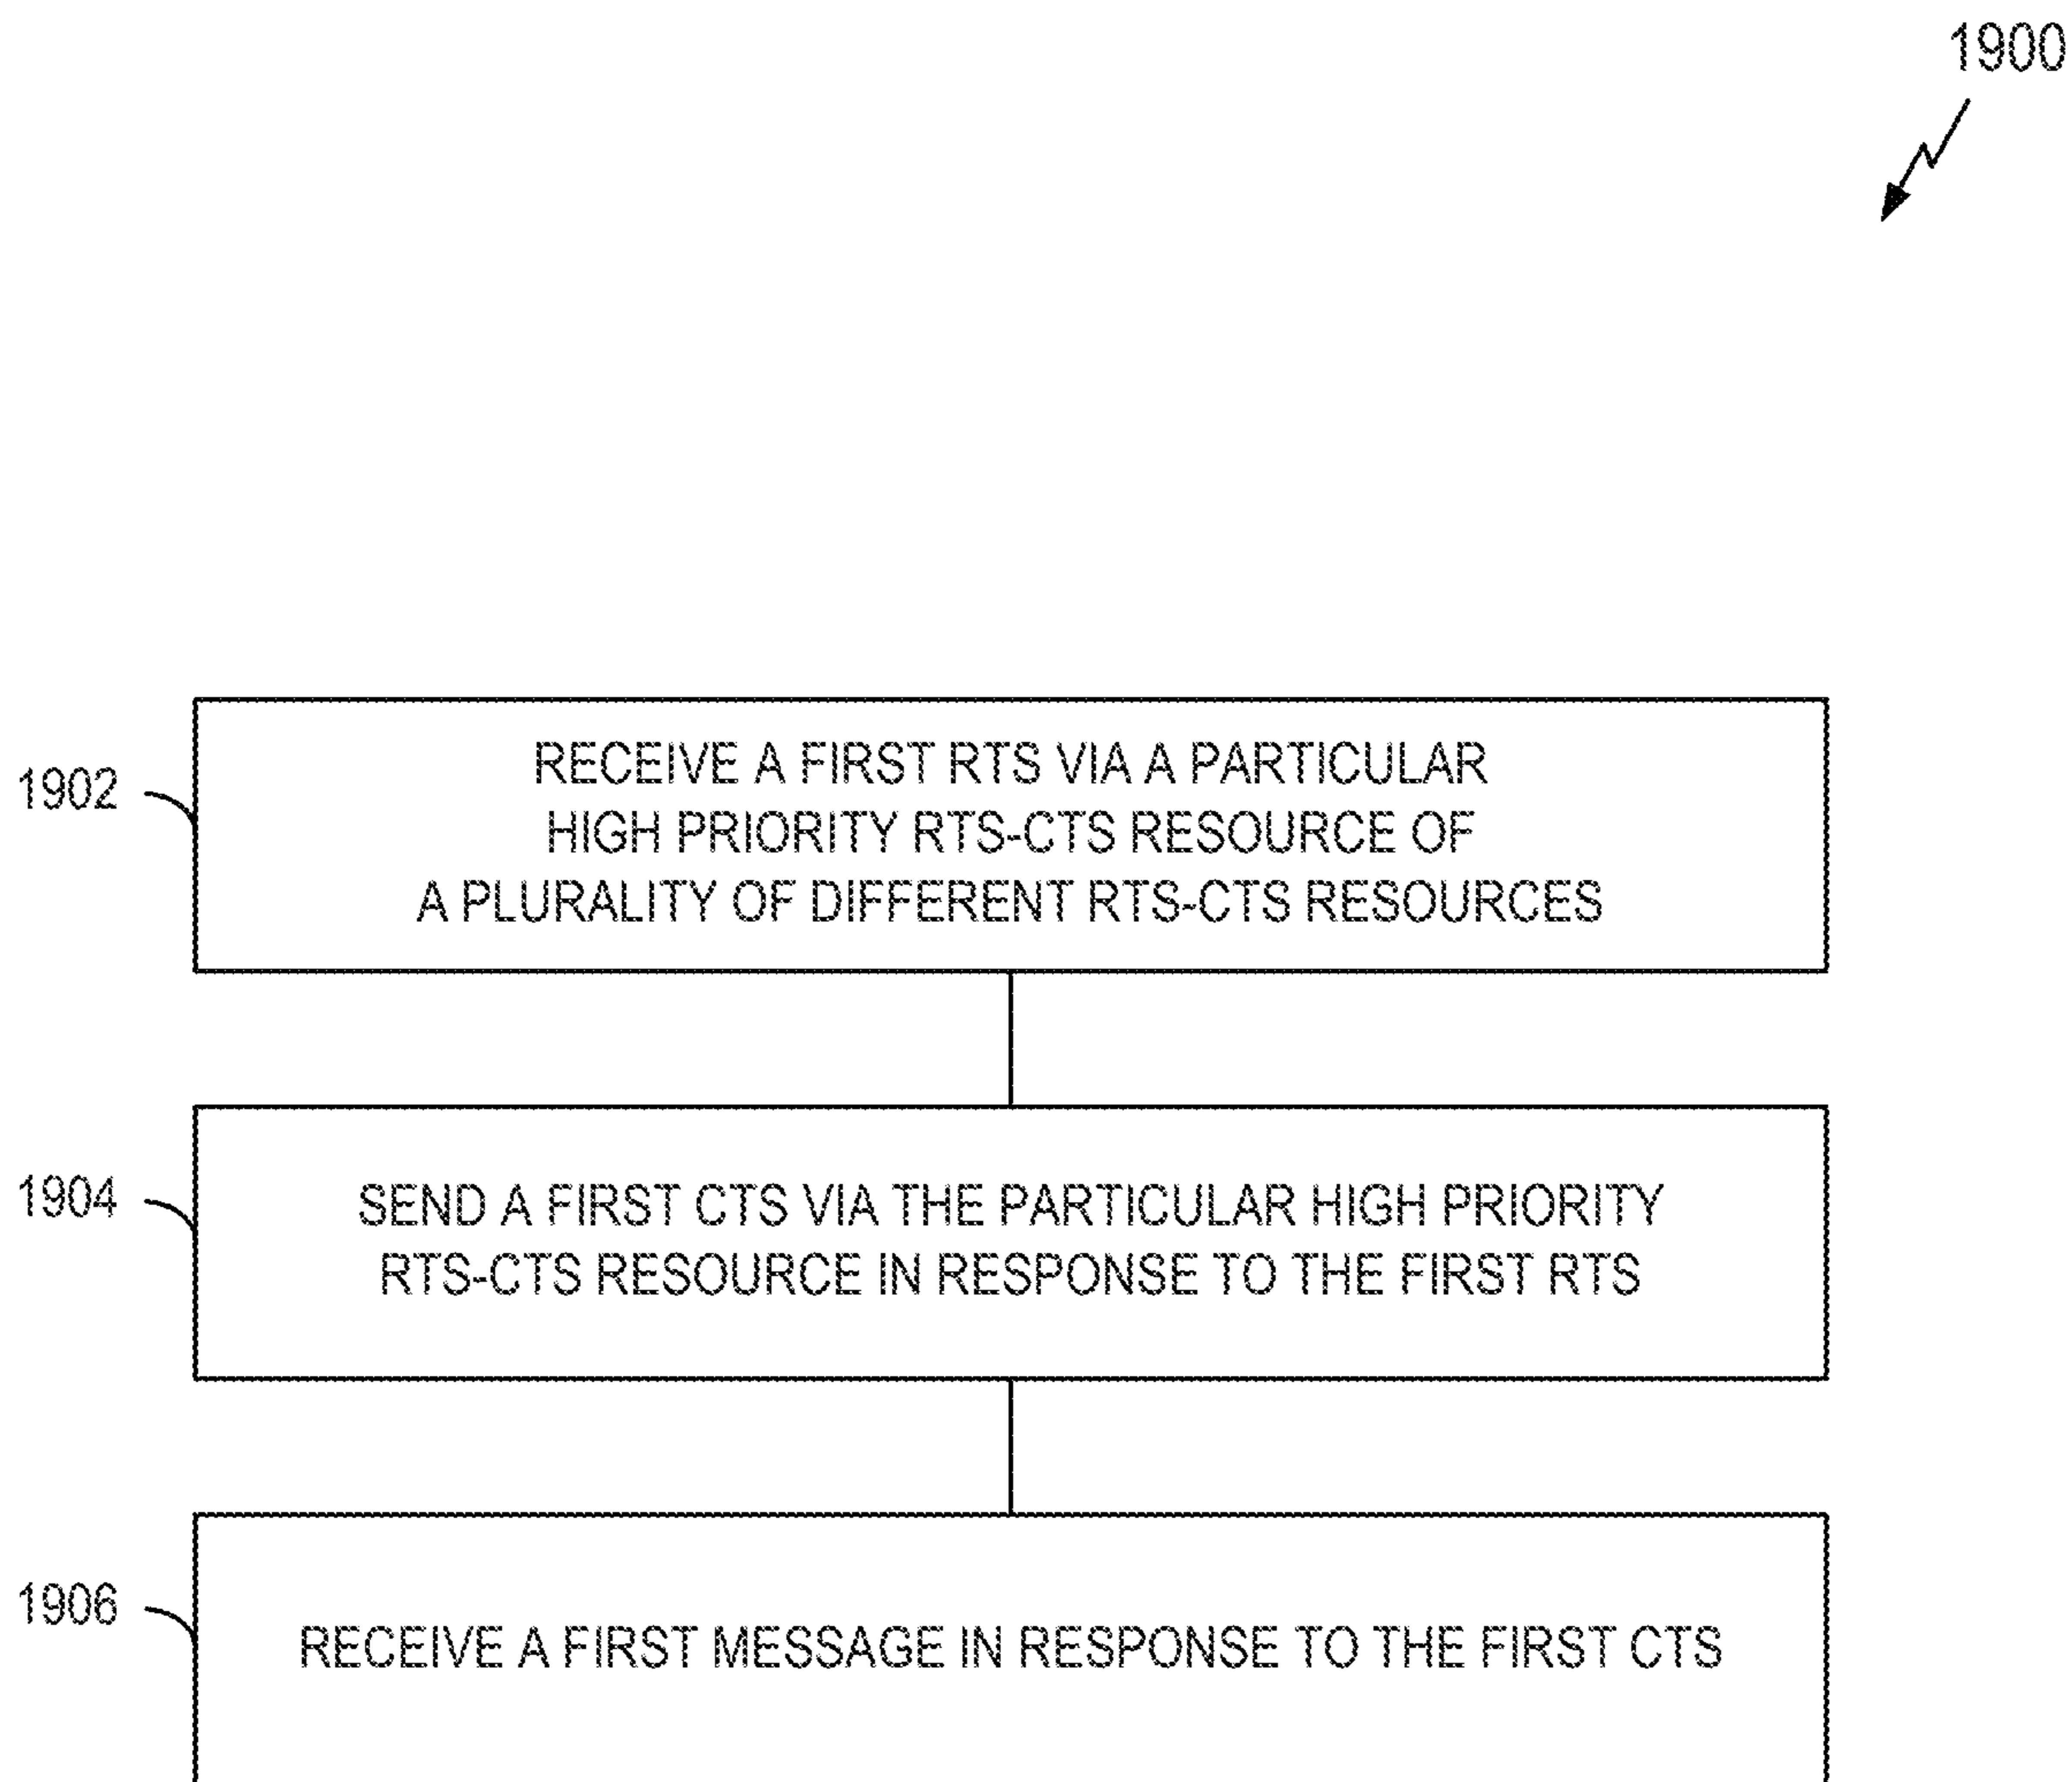 1900
1902
RECEIVE A FIRST RTS VIA A PARTICULAR
HIGH PRIORITY RTS-CTS RESOURCE OF
A PLURALITY OF DIFFERENT RTS-CTS RESOURCES
1904
SEND A FIRST CTS VIA THE PARTICULAR HIGH PRIORITY
RTS-CTS RESOURCE IN RESPONSE TO THE FIRST RTS
1906
RECEIVE A FIRST MESSAGE IN RESPONSE TO THE FIRST CTS